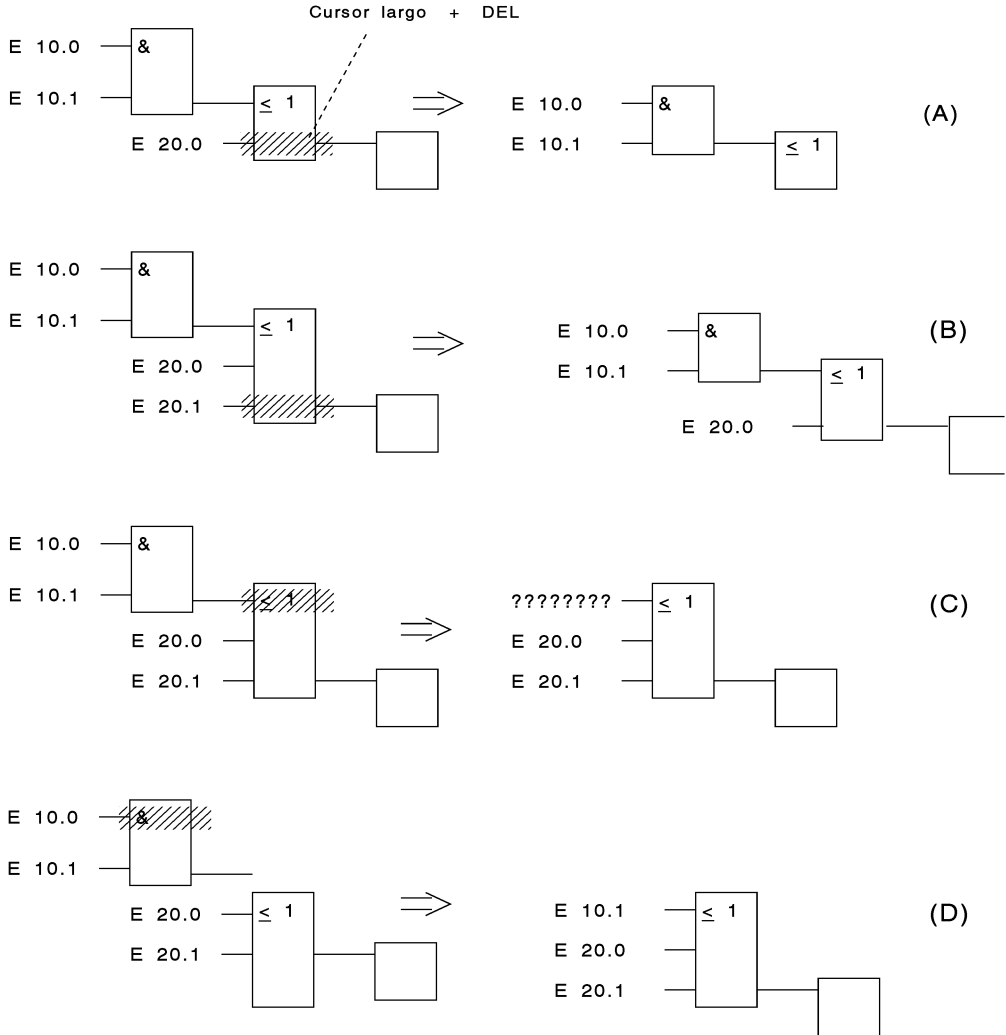 Cursor largo + DEL
E 10.0
&
E 10.1
≤ 1
E 20.0
E 10.0
&
E 10.1
≤ 1
(A)
E 10.0
&
E 10.1
≤ 1
E 20.0
E 20.1
E 10.0
&
E 10.1
≤ 1
E 20.0
(B)
E 10.0
&
E 10.1
≤ 1
E 20.0
E 20.1
???????? ≤ 1
E 20.0
E 20.1
(C)
E 10.0
&
E 10.1
E 20.0 ≤ 1
E 20.1
E 10.1 ≤ 1
E 20.0
E 20.1
(D)